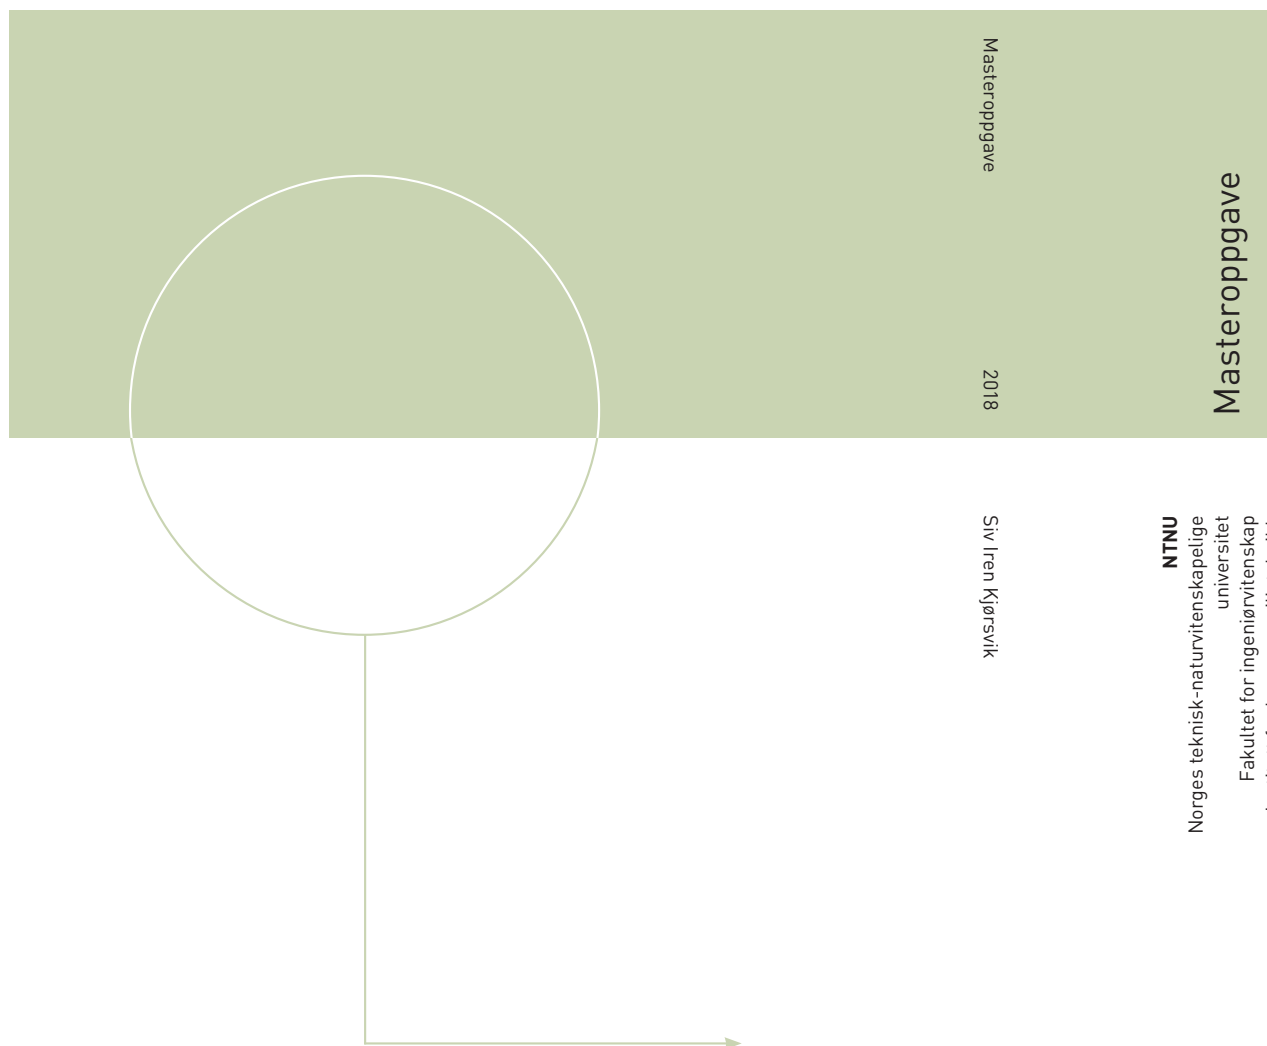 Masteroppgave
2018
Siv Iren Kjørsvik
Masteroppgave
NTNU
Norges teknisk-naturvitenskapelige
universitet
Fakultet for ingeniørvitenskap